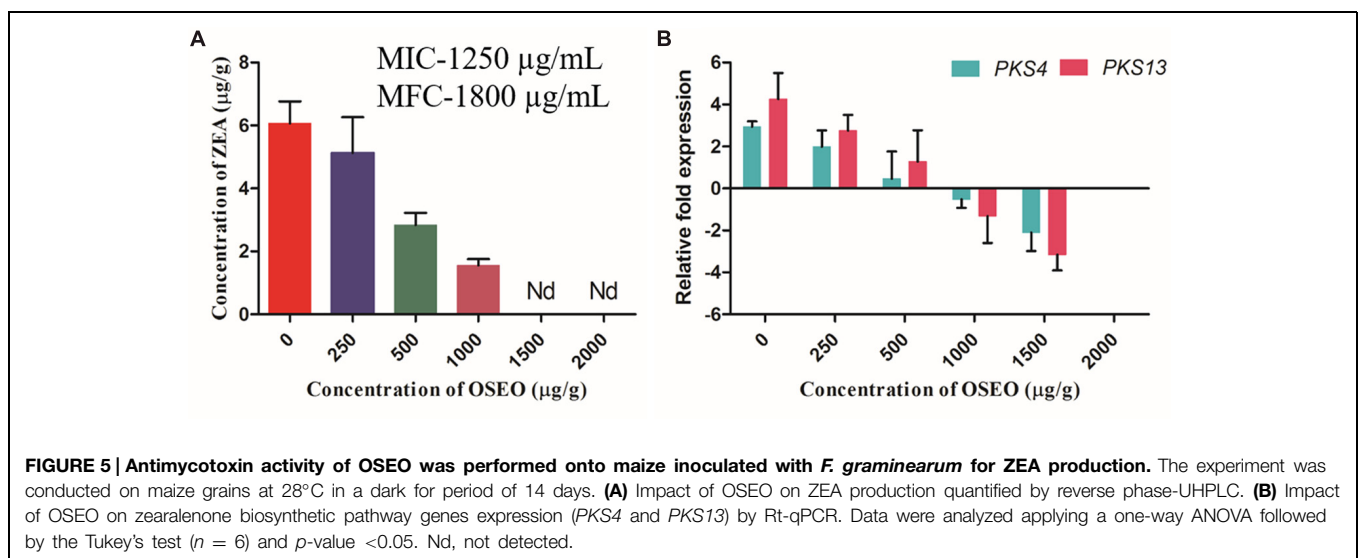 A
MIC-1250 µg/mL
MFC-1800 µg/mL
Concentration of ZEA (µg/g)
8
6
4
2
0
Nd Nd
0 250 500 1000 1500 2000
Concentration of OSEO (µg/g)
B
PKS4 PKS13
Relative fold expression
6
4
2
0
-2
-4
-6
0 250 500 1000 1500 2000
Concentration of OSEO (µg/g)
FIGURE 5 | Antimycotoxin activity of OSEO was performed onto maize inoculated with F. graminearum for ZEA production. The experiment was
conducted on maize grains at 28°C in a dark for period of 14 days. (A) Impact of OSEO on ZEA production quantified by reverse phase-UHPLC. (B) Impact
of OSEO on zearalenone biosynthetic pathway genes expression (PKS4 and PKS13) by Rt-qPCR. Data were analyzed applying a one-way ANOVA followed
by the Tukey's test (n = 6) and p-value <0.05. Nd, not detected.